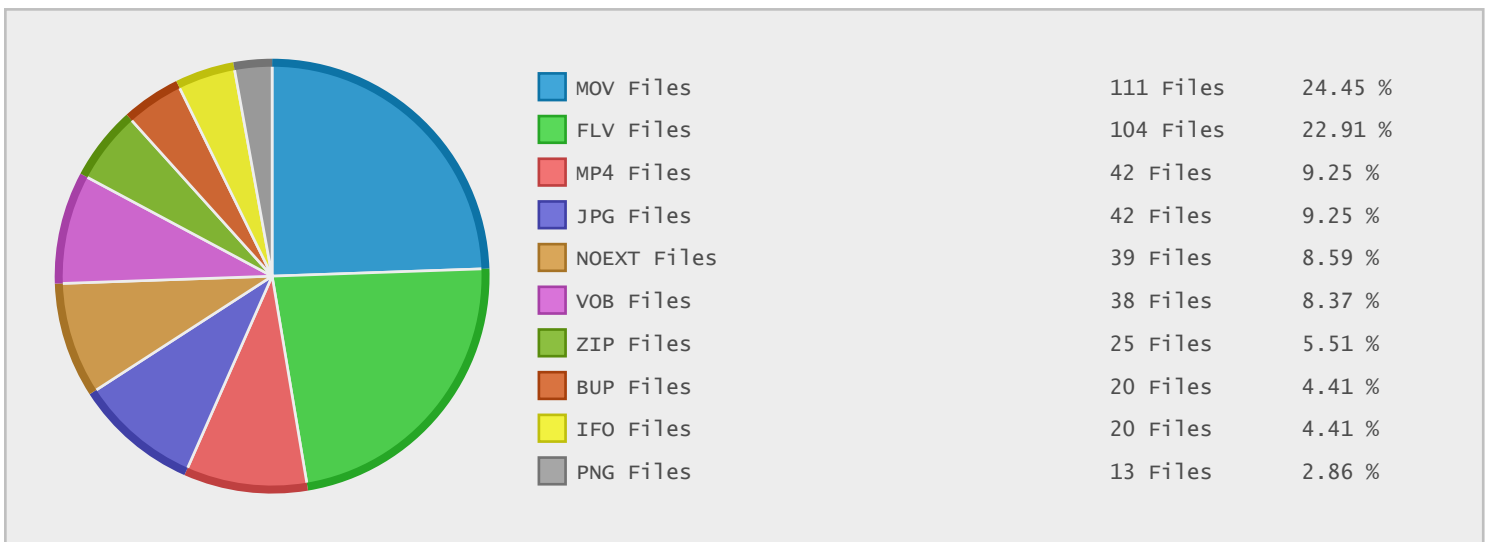 MOV Files 111 Files 24.45 %
FLV Files 104 Files 22.91 %
MP4 Files 42 Files 9.25 %
JPG Files 42 Files 9.25 %
NOEXT Files 39 Files 8.59 %
VOB Files 38 Files 8.37 %
ZIP Files 25 Files 5.51 %
BUP Files 20 Files 4.41 %
IFO Files 20 Files 4.41 %
PNG Files 13 Files 2.86 %